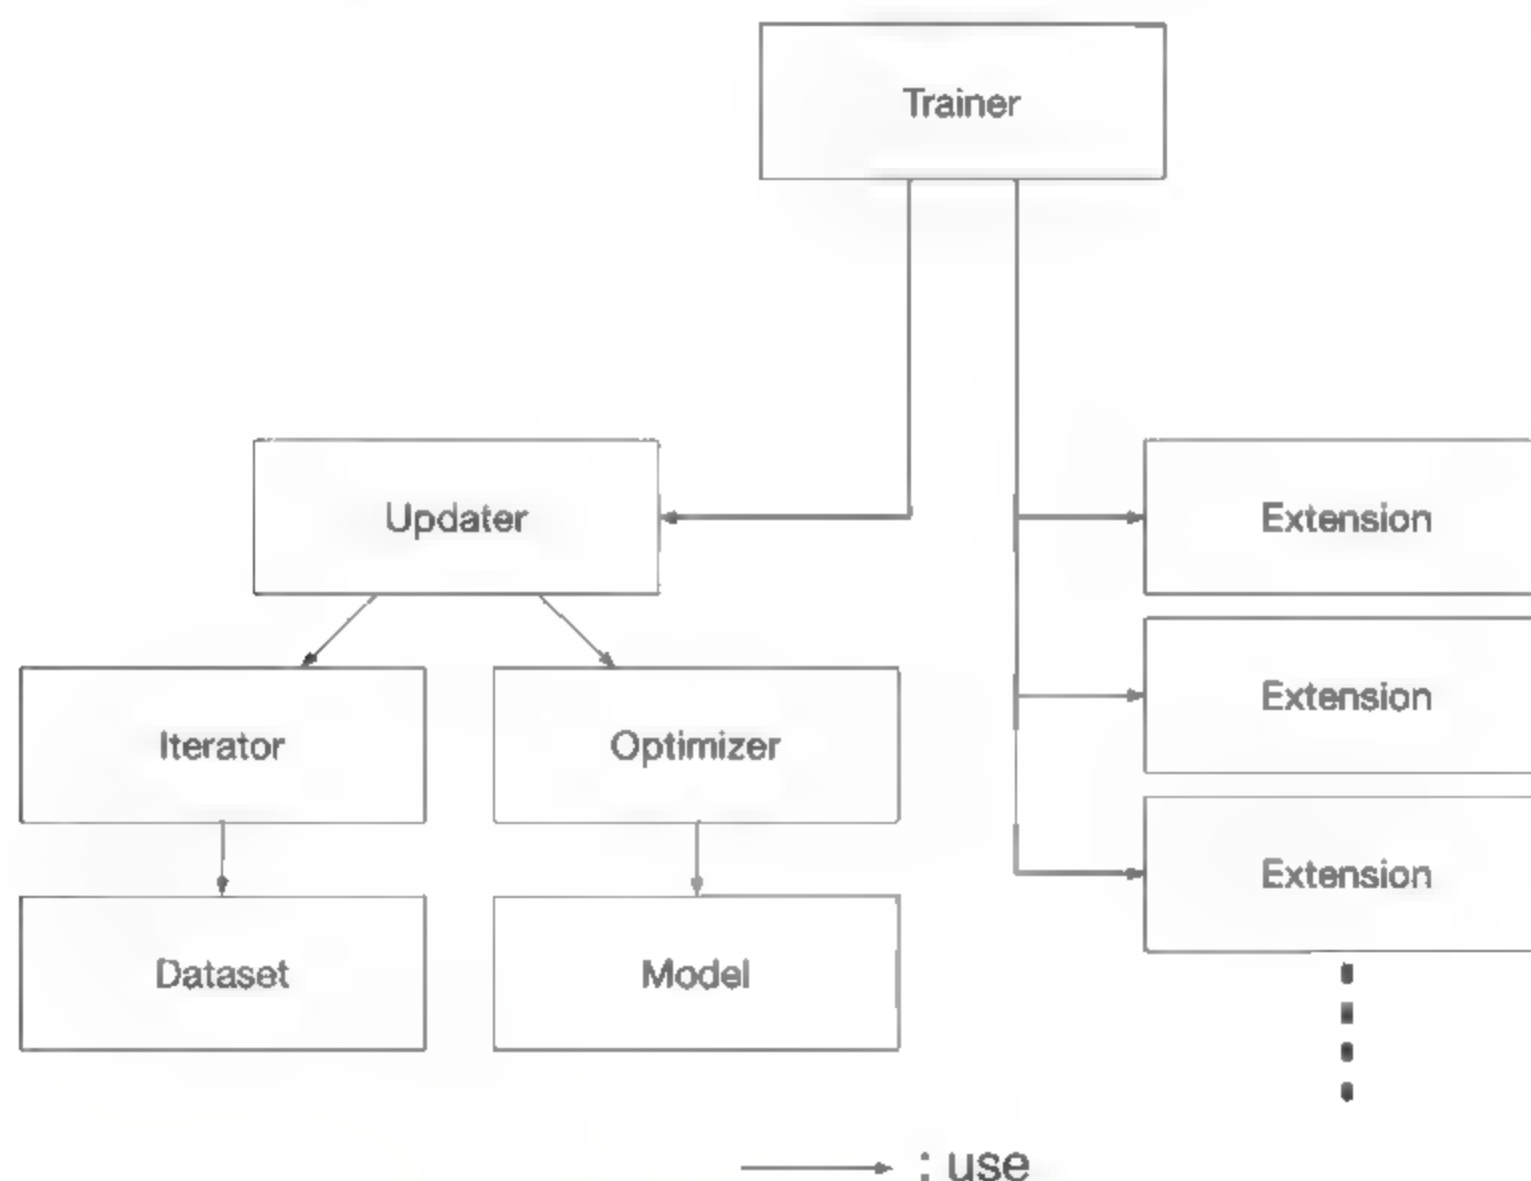 Trainer
Updater
Extension
Extension
Iterator
Optimizer
Extension
Dataset
Model
: use